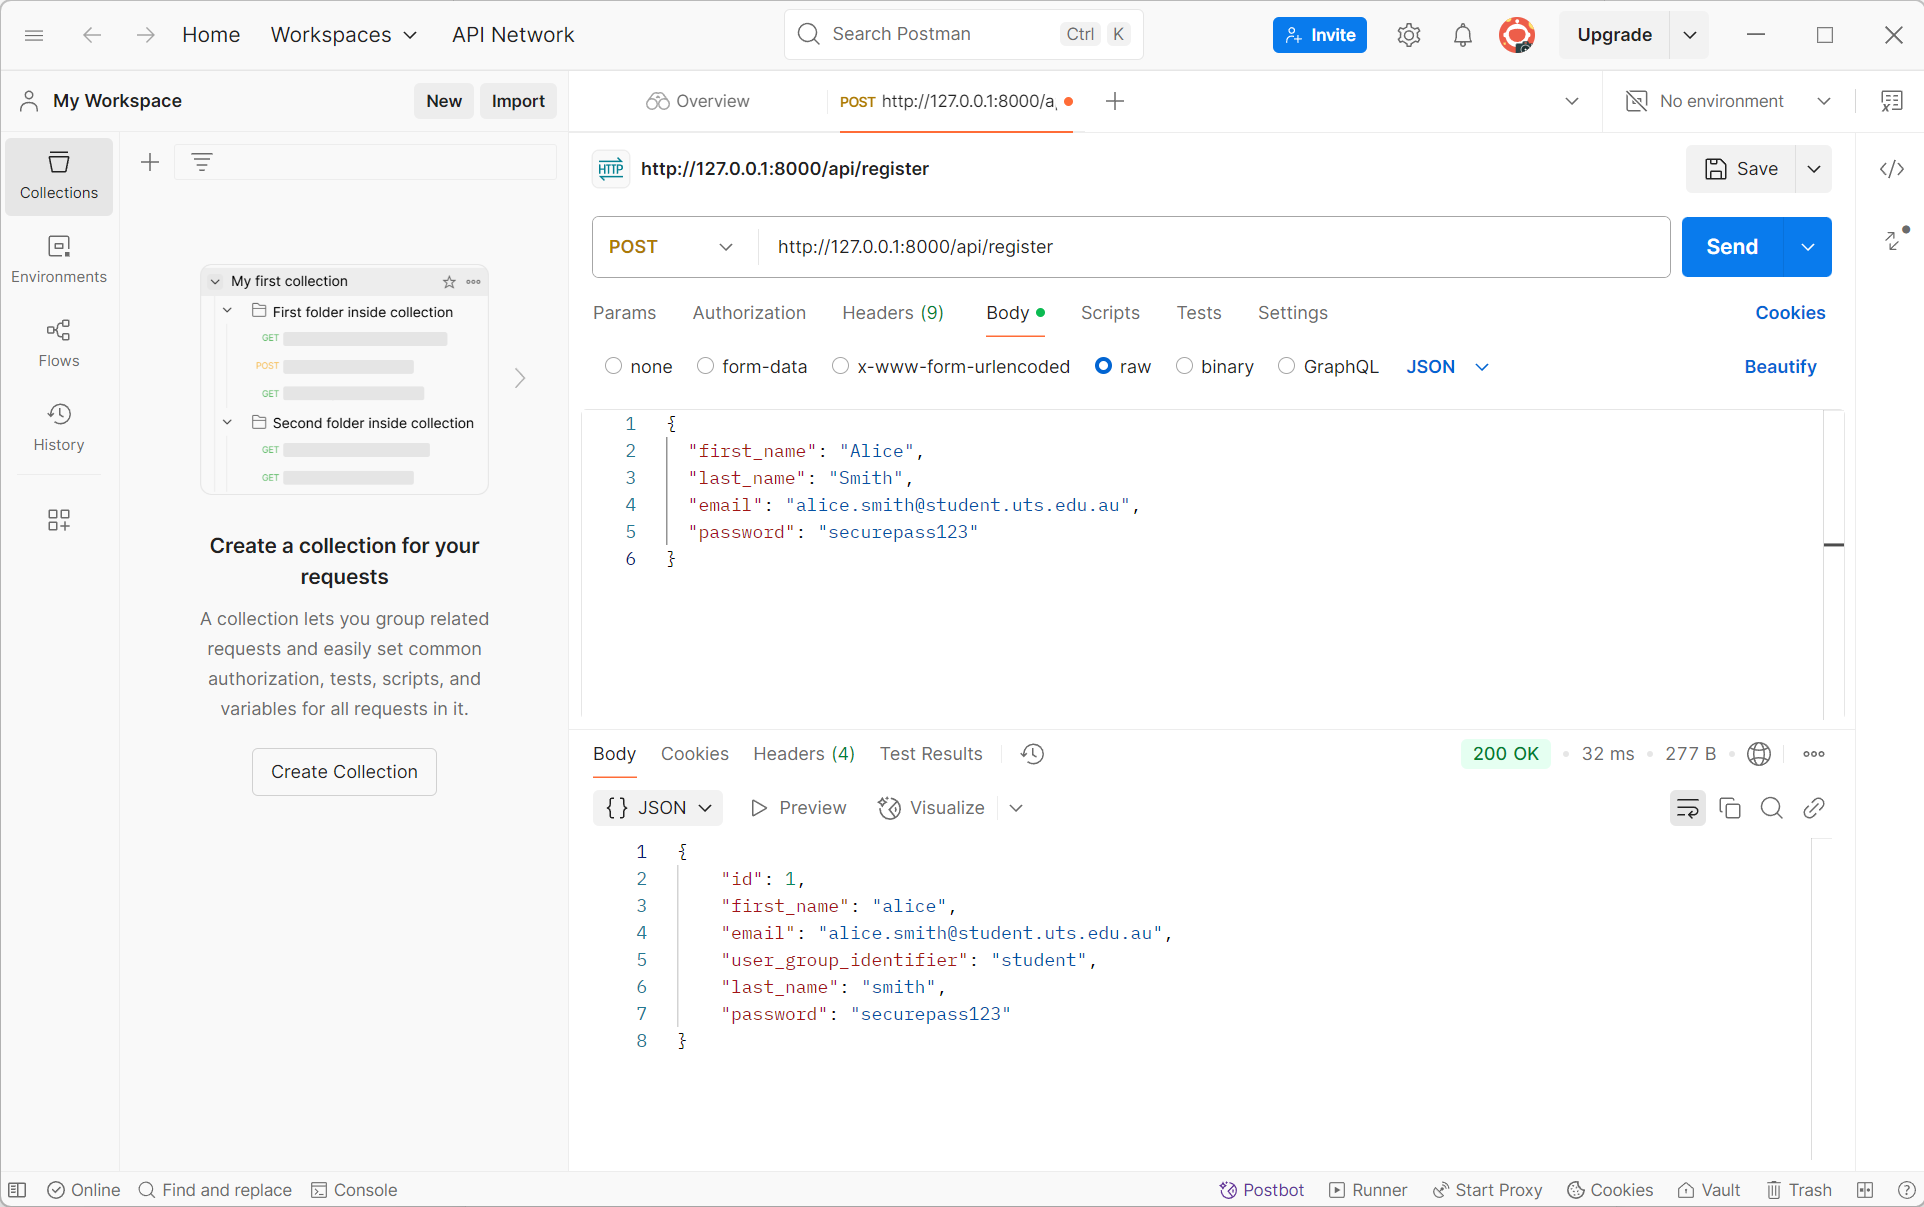 Home Workspaces API Network Search Postman Ctrl K Invite Upgrade
My Workspace New Import Overview POST http://127.0.0.1:8000/a No environment
Collections
Environments
Flows
History
My first collection
First folder inside collection
GET
POST
GET
Second folder inside collection
GET
GET
Create a collection for your
requests
A collection lets you group related
requests and easily set common
authorization, tests, scripts, and
variables for all requests in it.
Create Collection
HTTP http://127.0.0.1:8000/api/register Save
POST http://127.0.0.1:8000/api/register Send
Params Authorization Headers (9) Body Scripts Tests Settings Cookies
none form-data x-www-form-urlencoded raw binary GraphQL JSON Beautify
1 {
2 "first_name": "Alice",
3 "last_name": "Smith",
4 "email": "alice.smith@student.uts.edu.au",
5 "password": "securepass123"
6 }
Body Cookies Headers (4) Test Results 200 OK 32 ms 277 B
{} JSON Preview Visualize
1 {
2 "id": 1,
3 "first_name": "alice",
4 "email": "alice.smith@student.uts.edu.au",
5 "user_group_identifier": "student",
6 "last_name": "smith",
7 "password": "securepass123"
8 }
Online Find and replace Console Postbot Runner Start Proxy Cookies Vault Trash